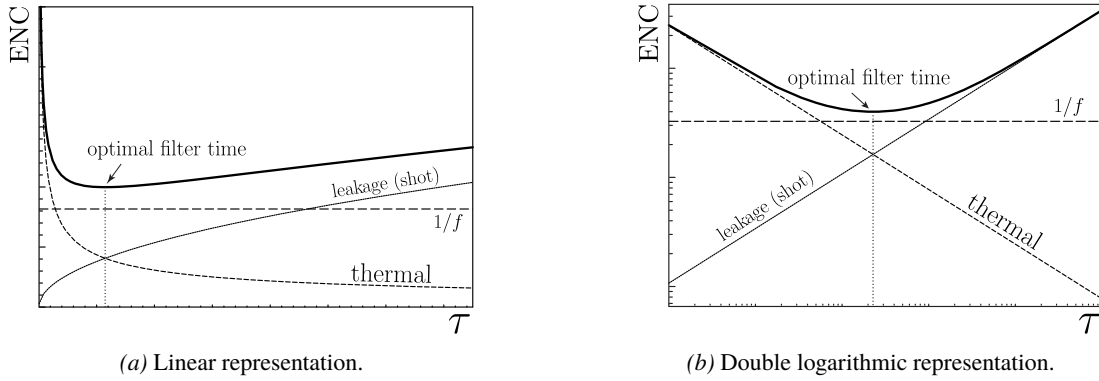 ENC
optimal filter time
leakage (shot)
1/f
thermal
τ
(a) Linear representation.
ENC
optimal filter time
1/f
leakage (shot)
thermal
τ
(b) Double logarithmic representation.